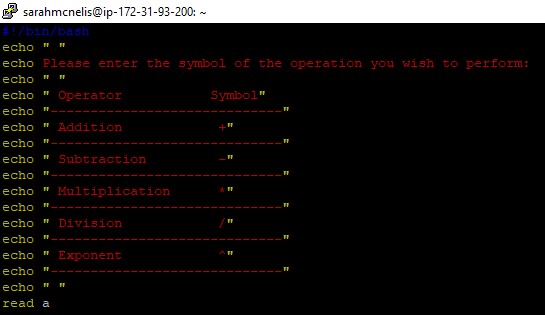 sarahmcnelis@ip-172-31-93-200: ~
#!/bin/bash
echo " "
echo Please enter the symbol of the operation you wish to perform:
echo " "
echo " Operator           Symbol"
echo "-----------------------------"
echo " Addition            +"
echo "-----------------------------"
echo " Subtraction         -"
echo "-----------------------------"
echo " Multiplication      *"
echo "-----------------------------"
echo " Division            /"
echo "-----------------------------"
echo " Exponent            ^"
echo "-----------------------------"
echo " "
read a